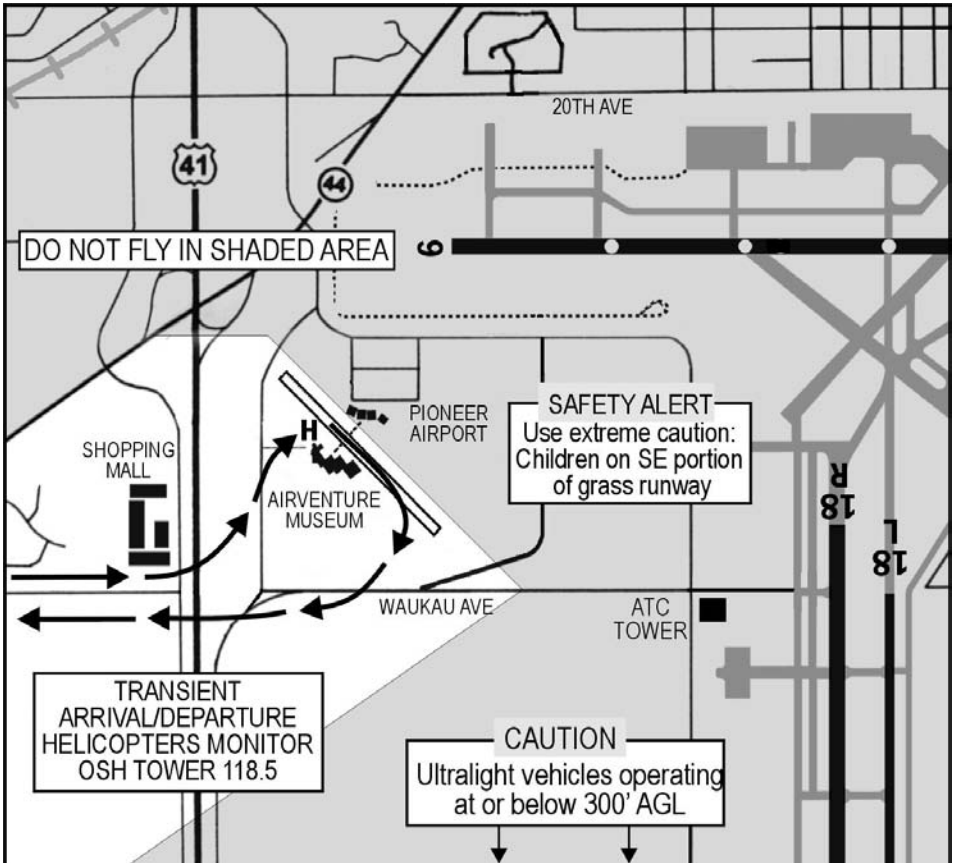 20TH AVE
41
44
DO NOT FLY IN SHADED AREA
9
SAFETY ALERT
Use extreme caution:
Children on SE portion
of grass runway
PIONEER
AIRPORT
H
SHOPPING
MALL
AIRVENTURE
MUSEUM
18
R
18
L
WAUKAU AVE
ATC
TOWER
TRANSIENT
ARRIVAL/DEPARTURE
HELICOPTERS MONITOR
OSH TOWER 118.5
CAUTION
Ultralight vehicles operating
at or below 300' AGL